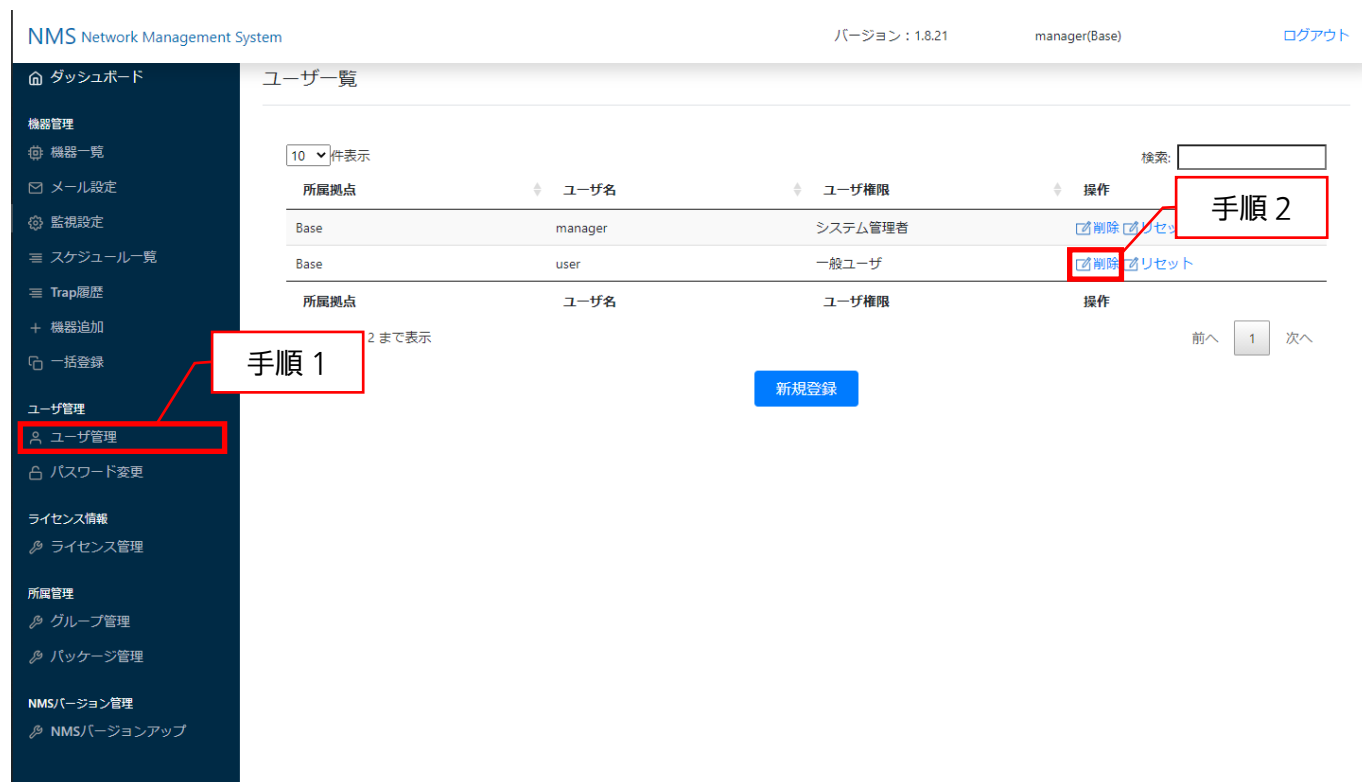 NMS Network Management System
バージョン：1.8.21
manager(Base)
ログアウト
ダッシュボード
機器管理
機器一覧
メール設定
監視設定
スケジュール一覧
Trap履歴
機器追加
一括登録
ユーザ管理
ユーザ管理
パスワード変更
ライセンス情報
ライセンス管理
所属管理
グループ管理
パッケージ管理
NMSバージョン管理
NMSバージョンアップ
ユーザ一覧
10 件表示
検索:
所属拠点 ユーザ名 ユーザ権限 操作
Base manager システム管理者 削除 リセッ
Base user 一般ユーザ 削除 リセット
所属拠点 ユーザ名 ユーザ権限 操作
2 まで表示
前へ 1 次へ
新規登録
手順 1
手順 2